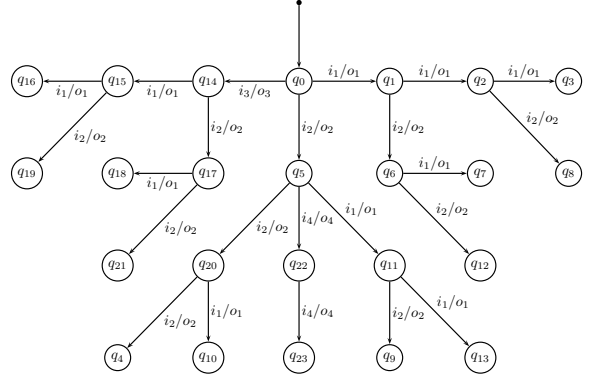 q16 q15 q14 q0 q1 q2 q3
i1/o1 i1/o1 i3/o3 i1/o1 i1/o1 i1/o1
i2/o2 i2/o2 i2/o2 i2/o2 i2/o2
q19 q18 q17 q5 q6 q7 q8
i1/o1 i1/o1
i2/o2 i2/o2 i4/o4 i1/o1 i2/o2
q21 q20 q22 q11 q12
i2/o2 i1/o1 i4/o4 i2/o2 i1/o1
q4 q10 q23 q9 q13